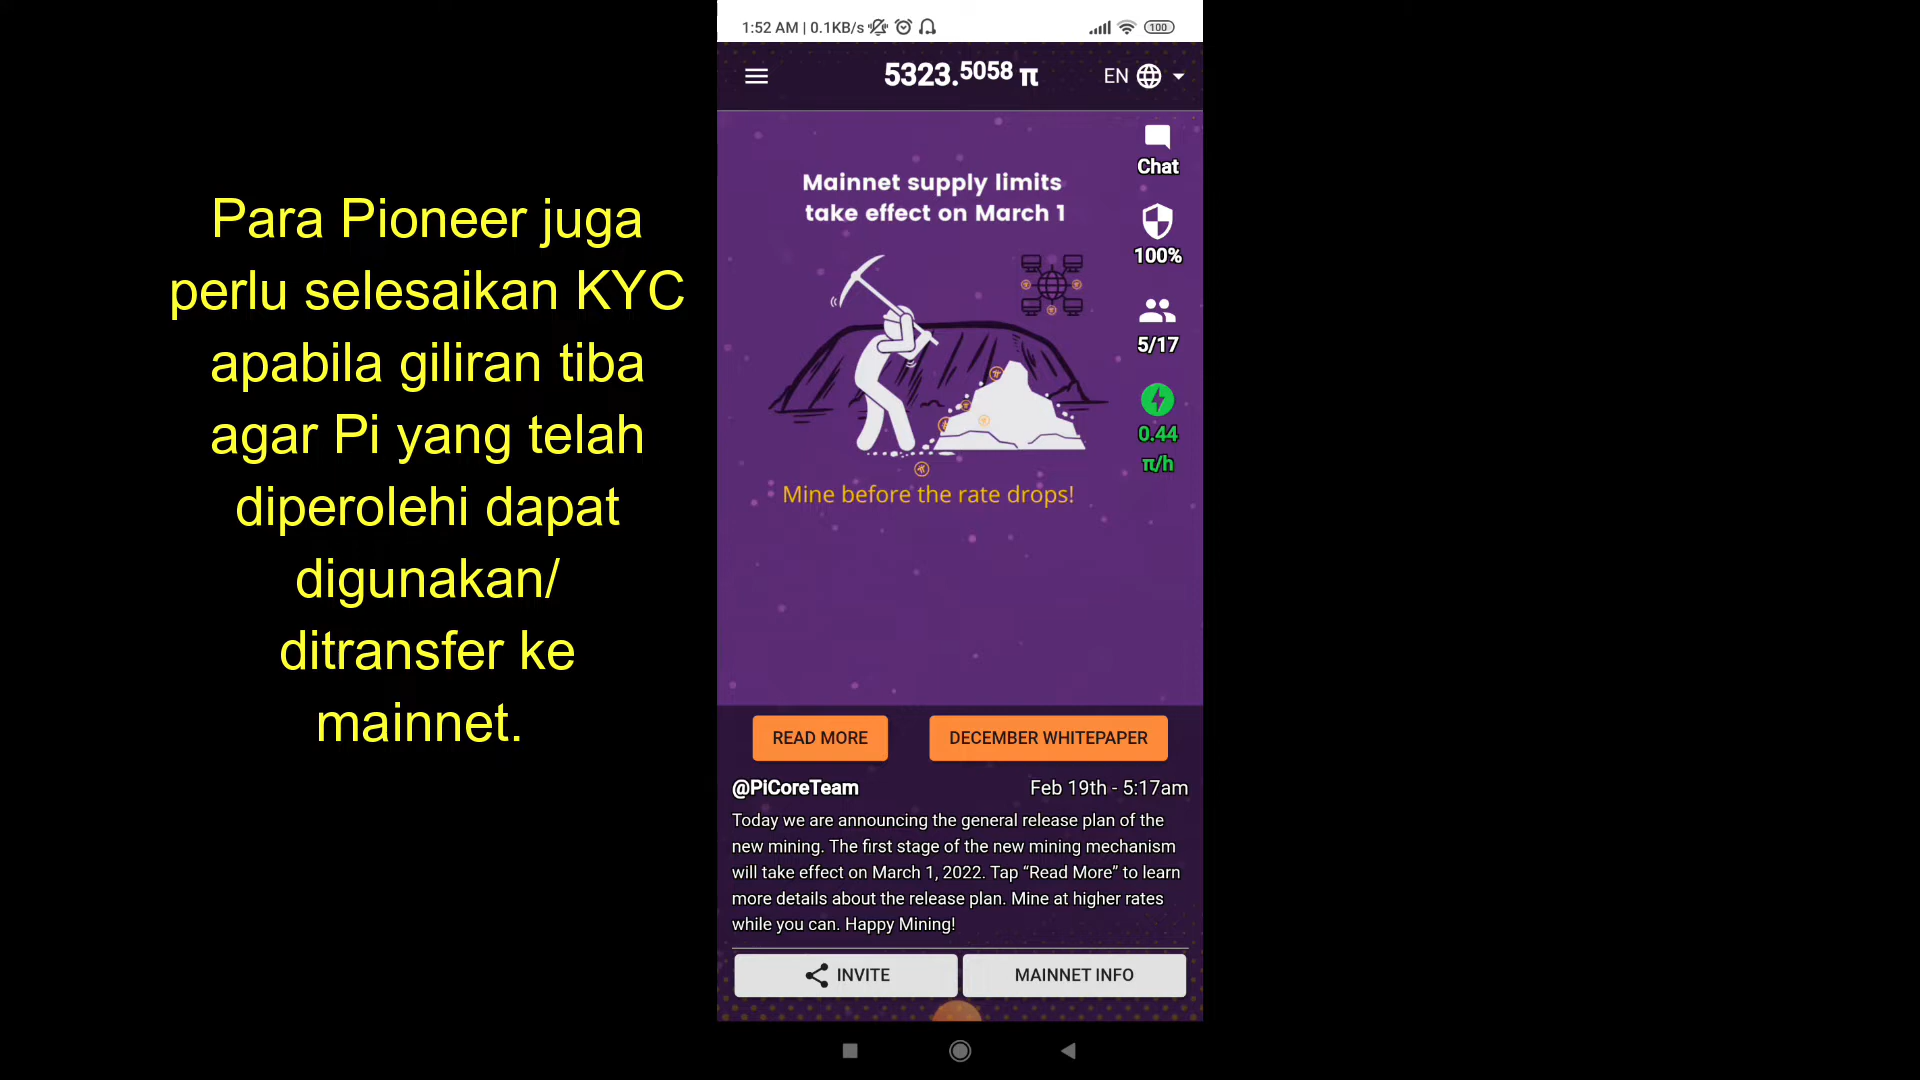 Para Pioneer juga
perlu selesaikan KYC
apabila giliran tiba
agar Pi yang telah
diperolehi dapat
digunakan/
ditransfer ke
mainnet.
1:52 AM | 0.1KB/s
100
5323.5058 π
EN
Chat
Mainnet supply limits
take effect on March 1
100%
5/17
0.44
π/h
Mine before the rate drops!
READ MORE
DECEMBER WHITEPAPER
@PiCoreTeam
Feb 19th - 5:17am
Today we are announcing the general release plan of the
new mining. The first stage of the new mining mechanism
will take effect on March 1, 2022. Tap “Read More” to learn
more details about the release plan. Mine at higher rates
while you can. Happy Mining!
INVITE
MAINNET INFO